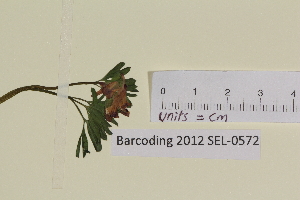 0 1 2 3 4
units = cm
Barcoding 2012 SEL-0572